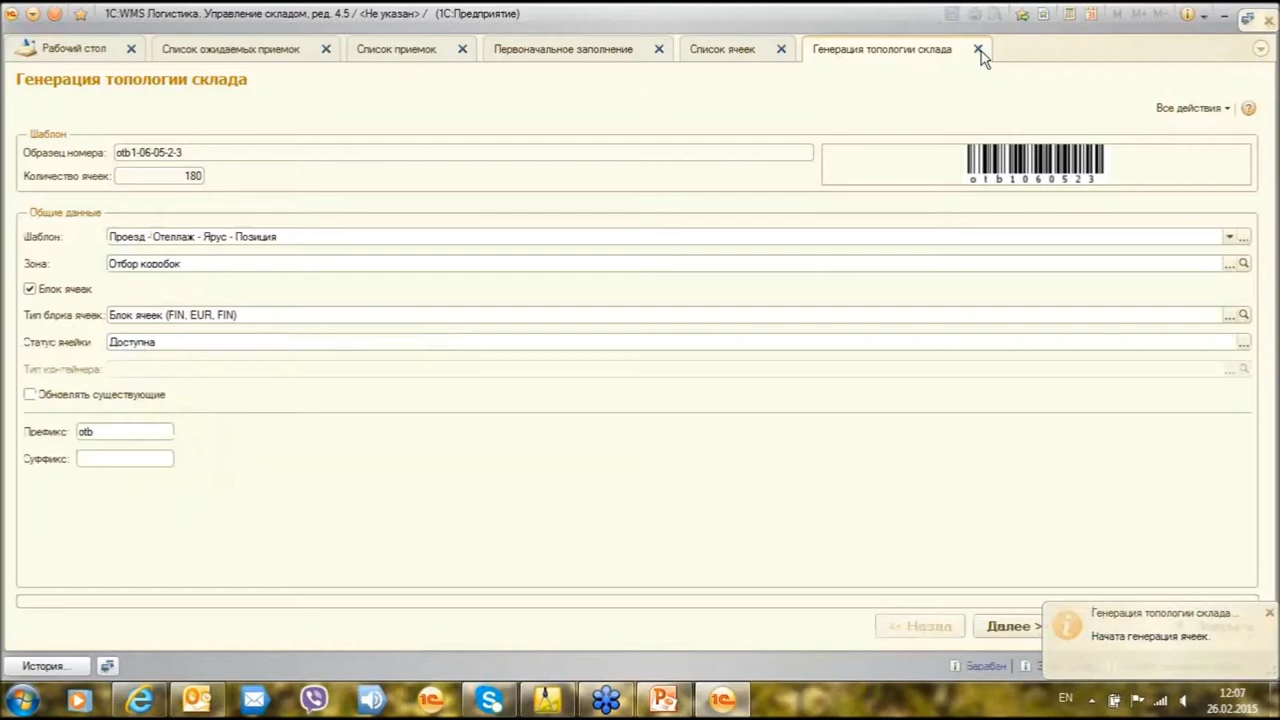 1С:WMS Логистика. Управление складом, ред. 4.5 / <Не указан> / (1С:Предприятие)
M M+ M-
Рабочий стол
Список ожидаемых приемок
Список приемок
Первоначальное заполнение
Список ячеек
Генерация топологии склада
Генерация топологии склада
Все действия
Шаблон
Образец номера: otb1-06-05-2-3
Количество ячеек: 180
o t b 1 0 6 0 5 2 3
Общие данные
Шаблон: Проезд - Стеллаж - Ярус - Позиция
Зона: Отбор коробок
Блок ячеек
Тип блока ячеек: Блок ячеек (FIN, EUR, FIN)
Статус ячейки Доступна
Тип контейнера:
Обновлять существующие
Префикс: otb
Суффикс:
<< Назад
Далее >
Генерация топологии склада...
Начата генерация ячеек.
История...
Барабан
EN
12:07
26.02.2015